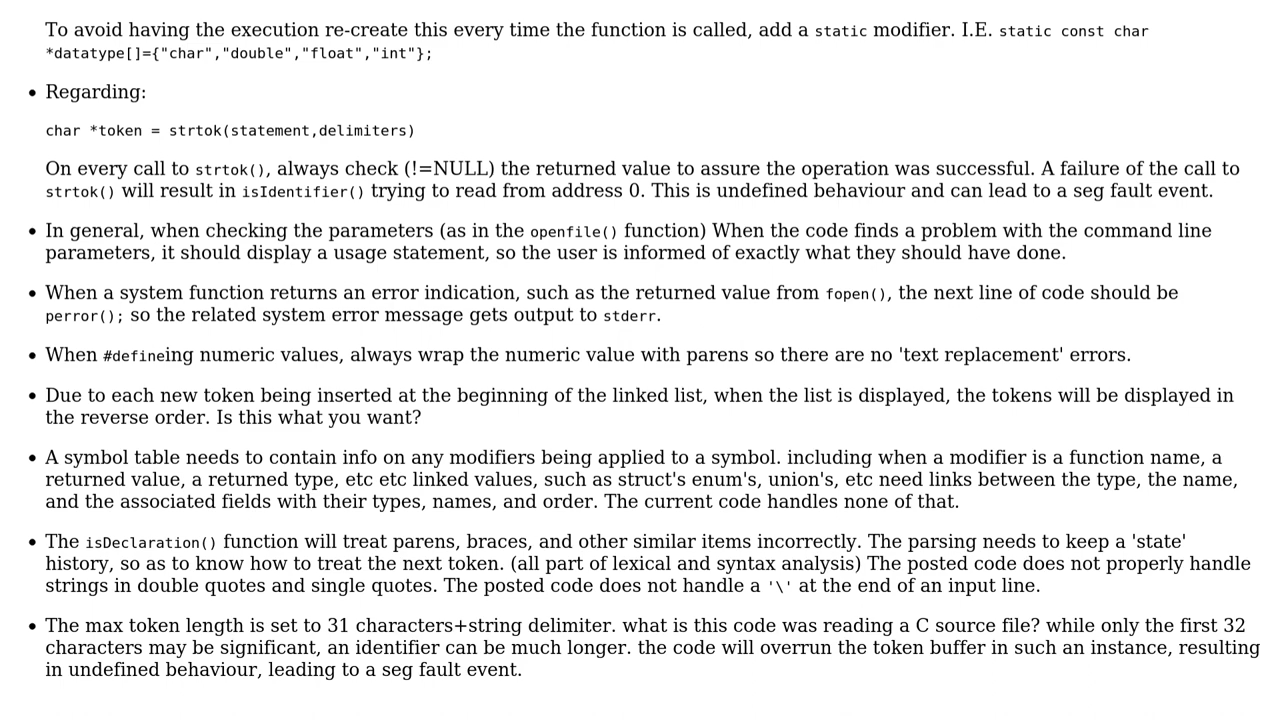 To avoid having the execution re-create this every time the function is called, add a static modifier. I.E. static const char
*datatype[]={"char","double","float","int"};
• Regarding:
char *token = strtok(statement,delimiters)
On every call to strtok(), always check (!=NULL) the returned value to assure the operation was successful. A failure of the call to
strtok() will result in isIdentifier() trying to read from address 0. This is undefined behaviour and can lead to a seg fault event.
• In general, when checking the parameters (as in the openfile() function) When the code finds a problem with the command line
parameters, it should display a usage statement, so the user is informed of exactly what they should have done.
• When a system function returns an error indication, such as the returned value from fopen(), the next line of code should be
perror(); so the related system error message gets output to stderr.
• When #defineing numeric values, always wrap the numeric value with parens so there are no 'text replacement' errors.
• Due to each new token being inserted at the beginning of the linked list, when the list is displayed, the tokens will be displayed in
the reverse order. Is this what you want?
• A symbol table needs to contain info on any modifiers being applied to a symbol. including when a modifier is a function name, a
returned value, a returned type, etc etc linked values, such as struct's enum's, union's, etc need links between the type, the name,
and the associated fields with their types, names, and order. The current code handles none of that.
• The isDeclaration() function will treat parens, braces, and other similar items incorrectly. The parsing needs to keep a 'state'
history, so as to know how to treat the next token. (all part of lexical and syntax analysis) The posted code does not properly handle
strings in double quotes and single quotes. The posted code does not handle a '\' at the end of an input line.
• The max token length is set to 31 characters+string delimiter. what is this code was reading a C source file? while only the first 32
characters may be significant, an identifier can be much longer. the code will overrun the token buffer in such an instance, resulting
in undefined behaviour, leading to a seg fault event.